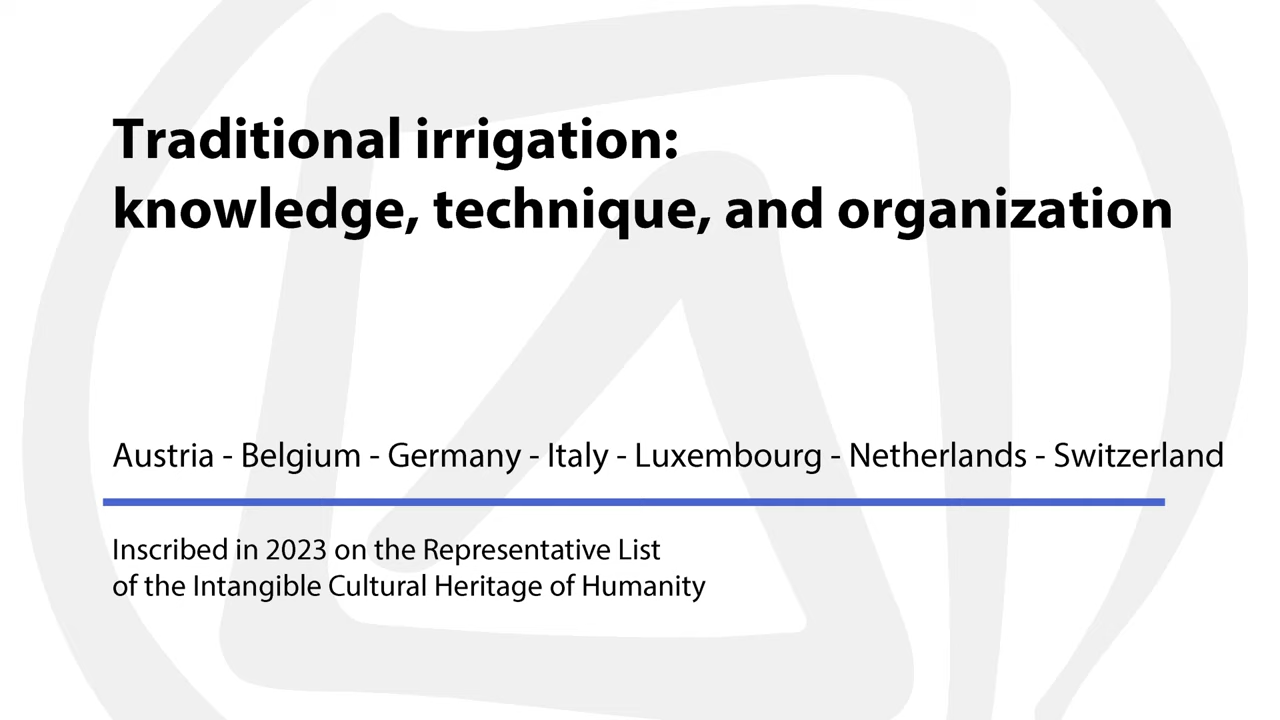 Traditional irrigation:
knowledge, technique, and organization
Austria - Belgium - Germany - Italy - Luxembourg - Netherlands - Switzerland
Inscribed in 2023 on the Representative List
of the Intangible Cultural Heritage of Humanity